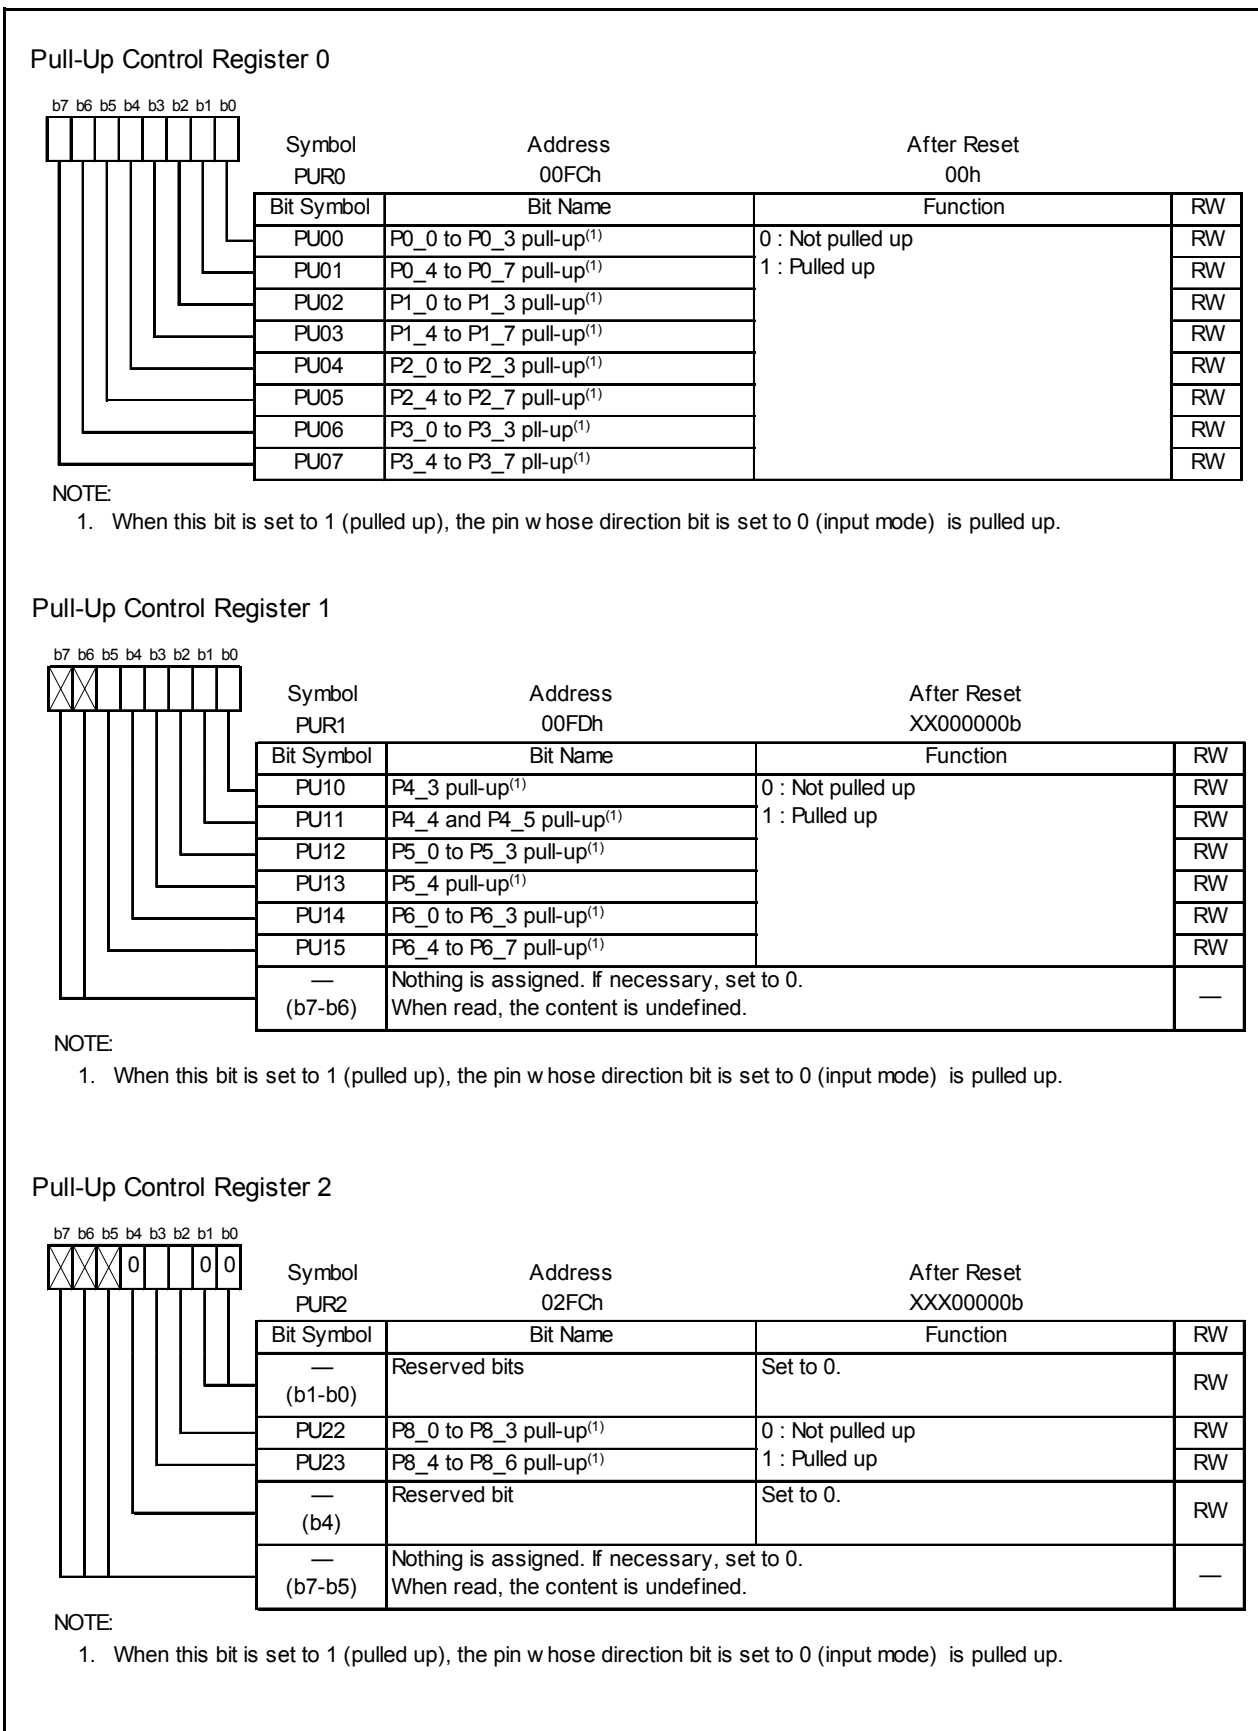 Pull-Up Control Register 0
b7 b6 b5 b4 b3 b2 b1 b0
Symbol Address After Reset
PUR0 00FCh 00h
Bit Symbol Bit Name Function RW
PU00 P0_0 to P0_3 pull-up(1) 0 : Not pulled up RW
PU01 P0_4 to P0_7 pull-up(1) 1 : Pulled up RW
PU02 P1_0 to P1_3 pull-up(1) RW
PU03 P1_4 to P1_7 pull-up(1) RW
PU04 P2_0 to P2_3 pull-up(1) RW
PU05 P2_4 to P2_7 pull-up(1) RW
PU06 P3_0 to P3_3 pll-up(1) RW
PU07 P3_4 to P3_7 pll-up(1) RW
NOTE:
1. When this bit is set to 1 (pulled up), the pin w hose direction bit is set to 0 (input mode) is pulled up.
Pull-Up Control Register 1
b7 b6 b5 b4 b3 b2 b1 b0
Symbol Address After Reset
PUR1 00FDh XX000000b
Bit Symbol Bit Name Function RW
PU10 P4_3 pull-up(1) 0 : Not pulled up RW
PU11 P4_4 and P4_5 pull-up(1) 1 : Pulled up RW
PU12 P5_0 to P5_3 pull-up(1) RW
PU13 P5_4 pull-up(1) RW
PU14 P6_0 to P6_3 pull-up(1) RW
PU15 P6_4 to P6_7 pull-up(1) RW
— Nothing is assigned. If necessary, set to 0. —
(b7-b6) When read, the content is undefined.
NOTE:
1. When this bit is set to 1 (pulled up), the pin w hose direction bit is set to 0 (input mode) is pulled up.
Pull-Up Control Register 2
b7 b6 b5 b4 b3 b2 b1 b0
0 0 0
Symbol Address After Reset
PUR2 02FCh XXX00000b
Bit Symbol Bit Name Function RW
— Reserved bits Set to 0. RW
(b1-b0)
PU22 P8_0 to P8_3 pull-up(1) 0 : Not pulled up RW
PU23 P8_4 to P8_6 pull-up(1) 1 : Pulled up RW
— Reserved bit Set to 0. RW
(b4)
— Nothing is assigned. If necessary, set to 0. —
(b7-b5) When read, the content is undefined.
NOTE:
1. When this bit is set to 1 (pulled up), the pin w hose direction bit is set to 0 (input mode) is pulled up.